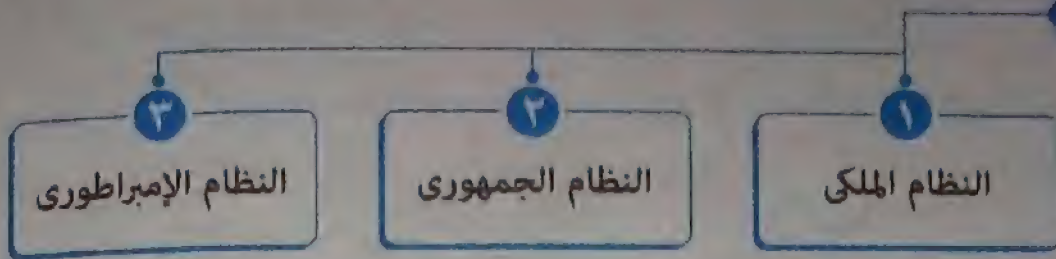 ١
النظام الملكى
٢
النظام الجمهورى
٣
النظام الإمبراطورى